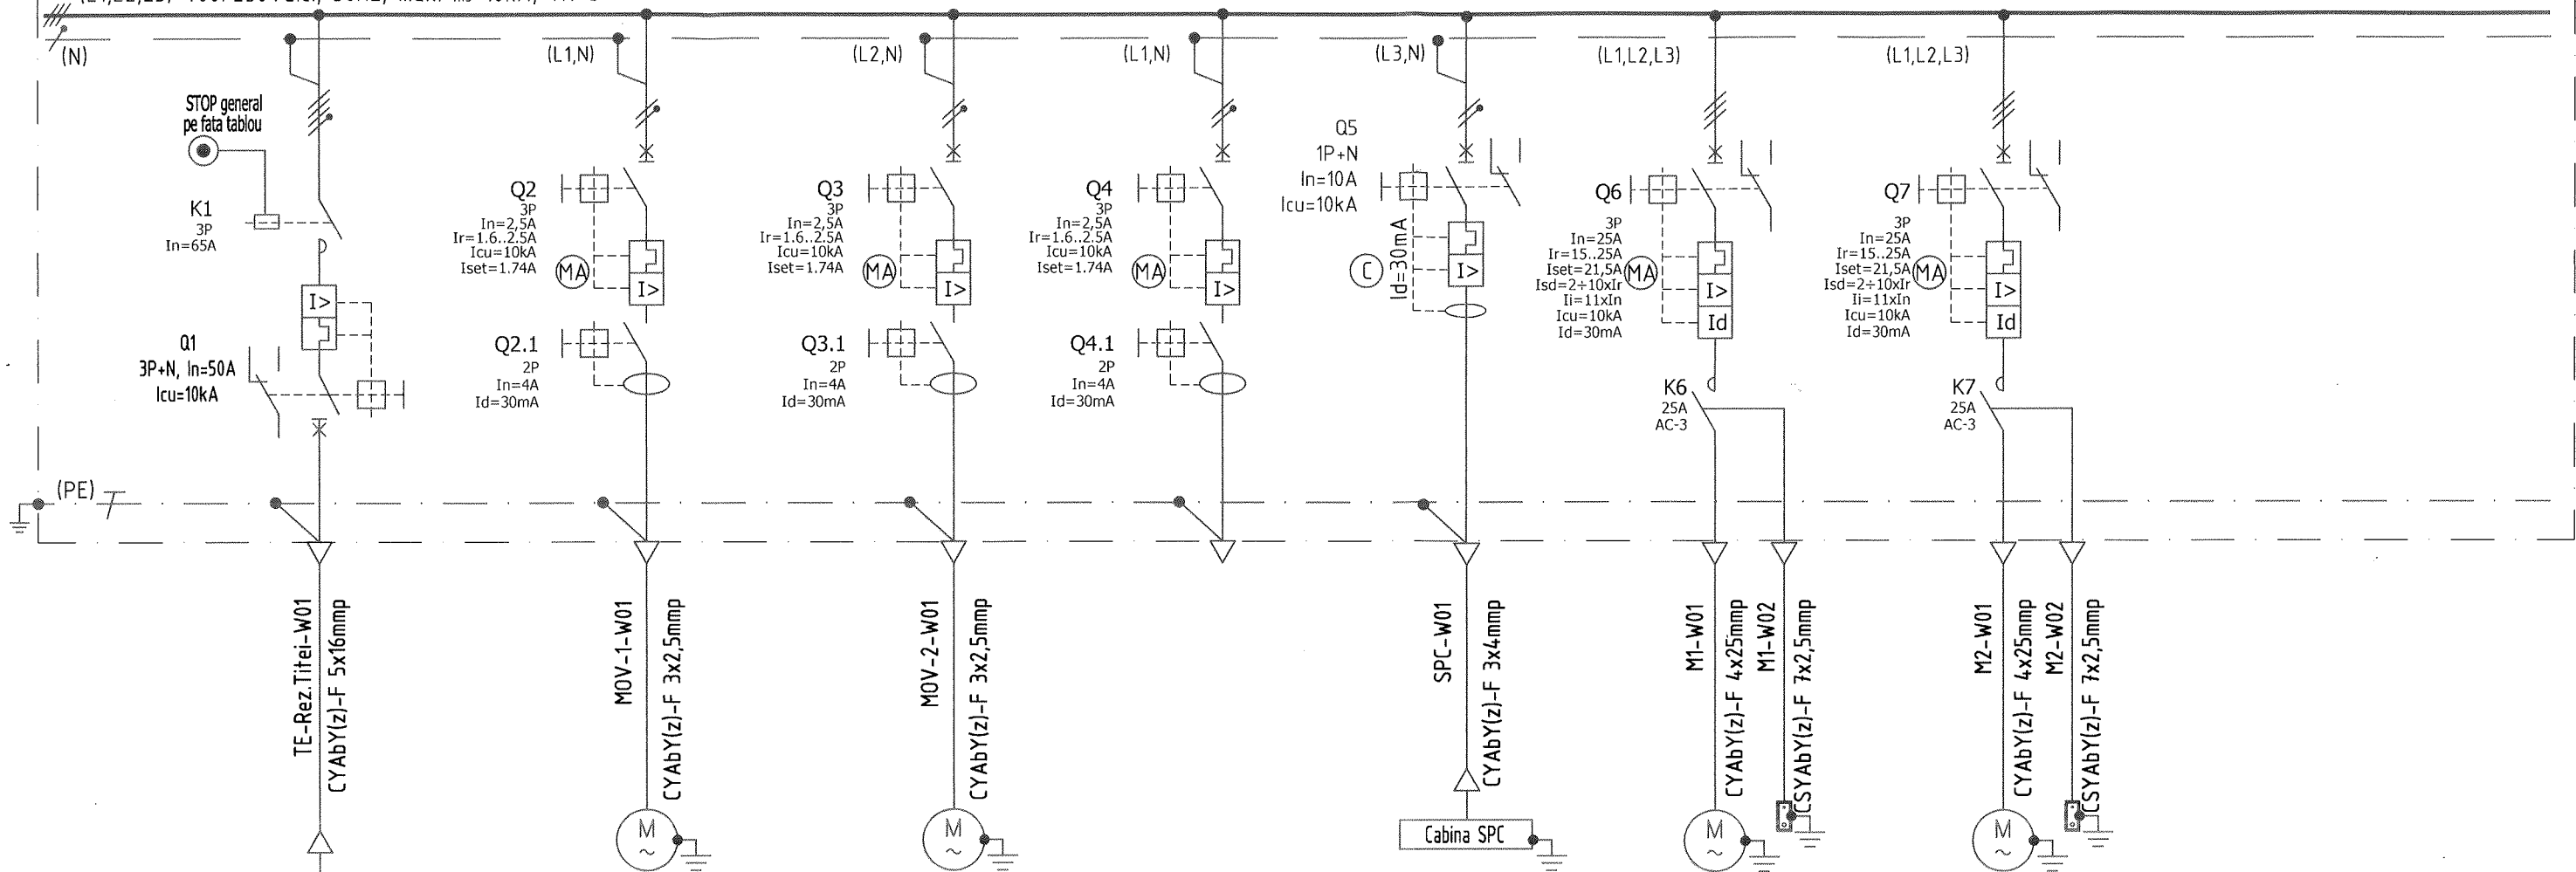 (N)
(L1,N)
(L2,N)
(L1,N)
(L3,N)
(L1,L2,L3)
(L1,L2,L3)
STOP general
pe fata tablou
K1
3P
In=65A
I>
Q1
3P+N, In=50A
Icu=10kA
Q2
3P
In=2,5A
Ir=1.6..2.5A
Icu=10kA
Iset=1.74A
MA
I>
Q2.1
2P
In=4A
Id=30mA
Q3
3P
In=2,5A
Ir=1.6..2.5A
Icu=10kA
Iset=1.74A
MA
I>
Q3.1
2P
In=4A
Id=30mA
Q4
3P
In=2,5A
Ir=1.6..2.5A
Icu=10kA
Iset=1.74A
MA
I>
Q4.1
2P
In=4A
Id=30mA
Q5
1P+N
In=10A
Icu=10kA
C
Id=30mA
I>
Q6
3P
In=25A
Ir=15..25A
Iset=21,5A
Isd=2÷10xIr
Ii=11xIn
Icu=10kA
Id=30mA
MA
I>
Id
K6
25A
AC-3
Q7
3P
In=25A
Ir=15..25A
Iset=21,5A
Isd=2÷10xIr
Ii=11xIn
Icu=10kA
Id=30mA
MA
I>
Id
K7
25A
AC-3
(PE)
TE-Rez.Titei-W01
CYAbY(z)-F 5x16mmp
MOV-1-W01
CYAbY(z)-F 3x2,5mmp
M
~
MOV-2-W01
CYAbY(z)-F 3x2,5mmp
M
~
SPC-W01
CYAbY(z)-F 3x4mmp
Cabina SPC
M1-W01
CYAbY(z)-F 4x25mmp
M1-W02
CSYAbY(z)-F 7x2,5mmp
M
~
M2-W01
CYAbY(z)-F 4x25mmp
M2-W02
CSYAbY(z)-F 7x2,5mmp
M
~